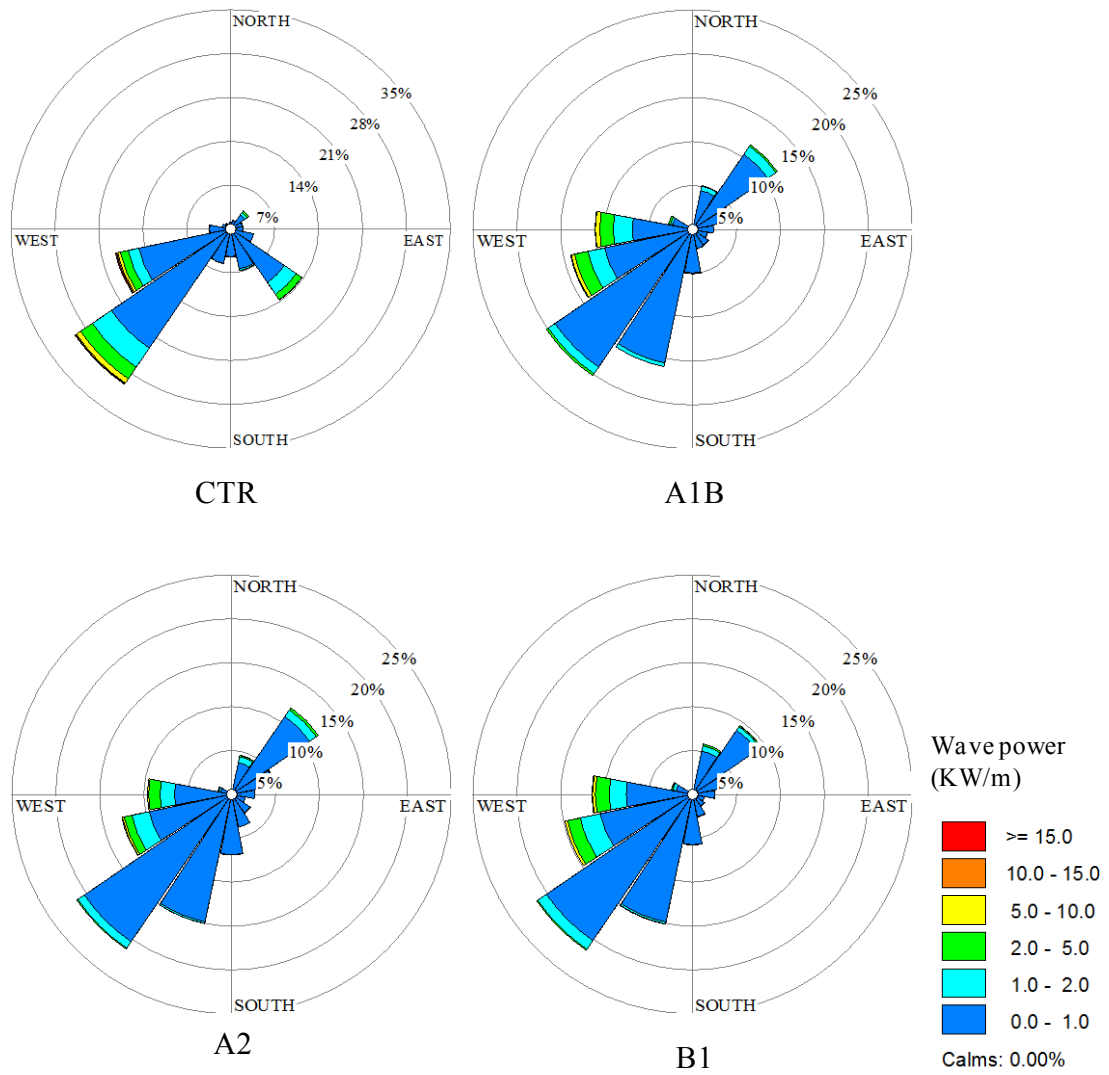 NORTH
35%
28%
21%
14%
7%
WEST
EAST
SOUTH
CTR
NORTH
25%
20%
15%
10%
5%
WEST
EAST
SOUTH
A1B
NORTH
25%
20%
15%
10%
5%
WEST
EAST
SOUTH
A2
NORTH
25%
20%
15%
10%
5%
WEST
EAST
SOUTH
B1
Wave power
(KW/m)
>= 15.0
10.0 - 15.0
5.0 - 10.0
2.0 - 5.0
1.0 - 2.0
0.0 - 1.0
Calms: 0.00%